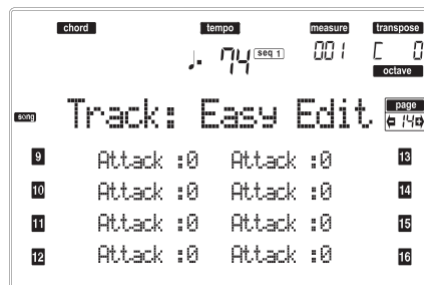 chord tempo measure transpose
♩. 74 seq 1 001 C 0
octave
song Track: Easy Edit page
14
9 Attack :0 Attack :0 13
10 Attack :0 Attack :0 14
11 Attack :0 Attack :0 15
12 Attack :0 Attack :0 16